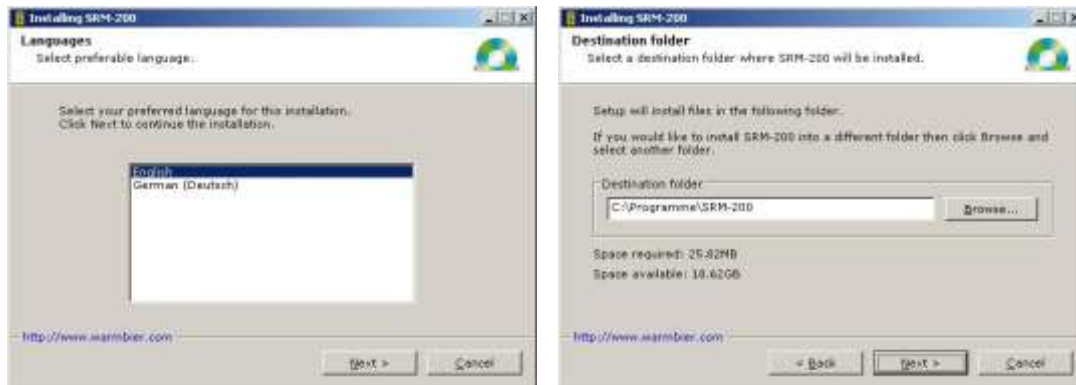 Installing SRM-200
Languages
Select preferable language.
Select your preferred language for this installation.
Click Next to continue the installation.
English
German (Deutsch)
http://www.warmbier.com
Next >
Cancel
Installing SRM-200
Destination folder
Select a destination folder where SRM-200 will be installed.
Setup will install files in the following folder.
If you would like to install SRM-200 into a different folder then click Browse and
select another folder.
Destination folder
C:\Programme\SRM-200
Browse...
Space required: 25.82MB
Space available: 18.62GB
http://www.warmbier.com
< Back
Next >
Cancel